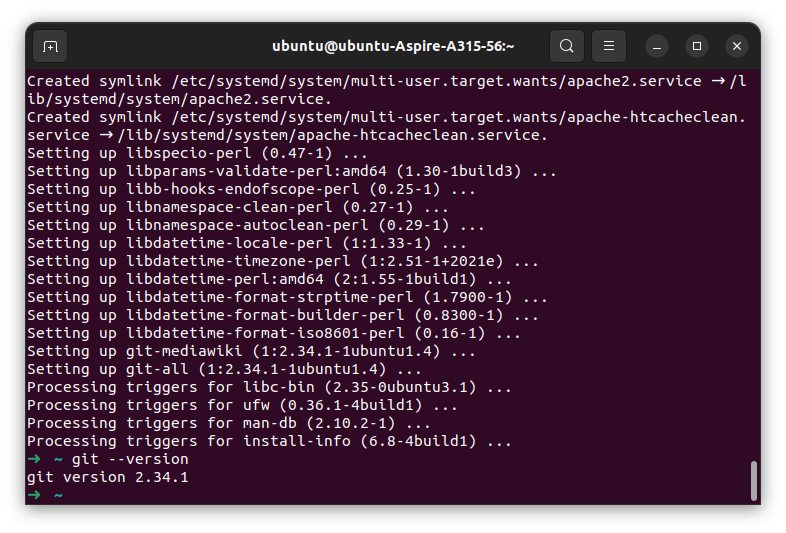 ubuntu@ubuntu-Aspire-A315-56:~
Created symlink /etc/systemd/system/multi-user.target.wants/apache2.service → /l
ib/systemd/system/apache2.service.
Created symlink /etc/systemd/system/multi-user.target.wants/apache-htcacheclean.
service → /lib/systemd/system/apache-htcacheclean.service.
Setting up libspecio-perl (0.47-1) ...
Setting up libparams-validate-perl:amd64 (1.30-1build3) ...
Setting up libb-hooks-endofscope-perl (0.25-1) ...
Setting up libnamespace-clean-perl (0.27-1) ...
Setting up libnamespace-autoclean-perl (0.29-1) ...
Setting up libdatetime-locale-perl (1:1.33-1) ...
Setting up libdatetime-timezone-perl (1:2.51-1+2021e) ...
Setting up libdatetime-perl:amd64 (2:1.55-1build1) ...
Setting up libdatetime-format-strptime-perl (1.7900-1) ...
Setting up libdatetime-format-builder-perl (0.8300-1) ...
Setting up libdatetime-format-iso8601-perl (0.16-1) ...
Setting up git-mediawiki (1:2.34.1-1ubuntu1.4) ...
Setting up git-all (1:2.34.1-1ubuntu1.4) ...
Processing triggers for libc-bin (2.35-0ubuntu3.1) ...
Processing triggers for ufw (0.36.1-4build1) ...
Processing triggers for man-db (2.10.2-1) ...
Processing triggers for install-info (6.8-4build1) ...
➜ ~ git --version
git version 2.34.1
➜ ~